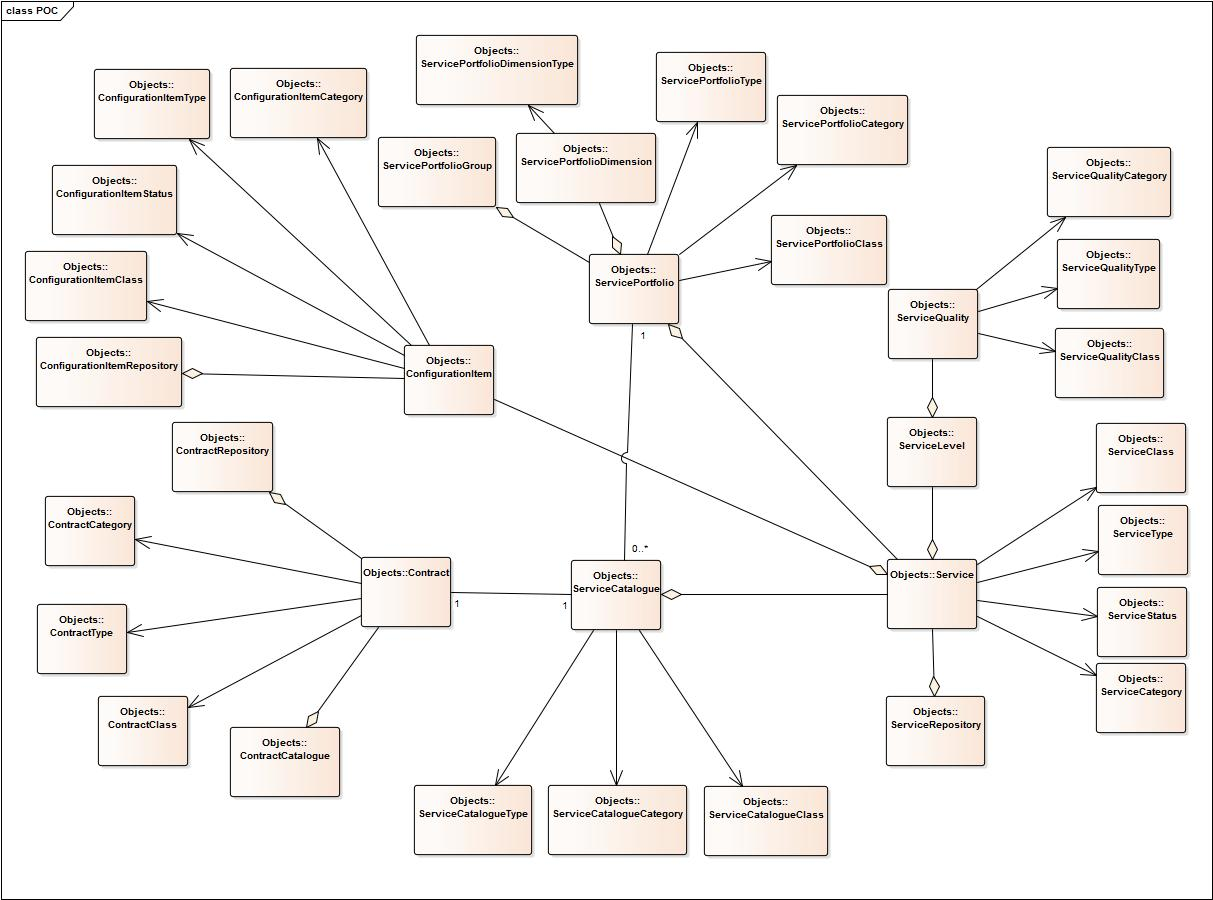 class POC
Objects::
ServicePortfolioDimensionType
Objects::
ServicePortfolioType
Objects::
ConfigurationItemType
Objects::
ConfigurationItemCategory
Objects::
ServicePortfolioCategory
Objects::
ServicePortfolioGroup
Objects::
ServicePortfolioDimension
Objects::
ServiceQualityCategory
Objects::
ConfigurationItemStatus
Objects::
ServicePortfolioClass
Objects::
ServiceQualityType
Objects::
ConfigurationItemClass
Objects::
ServicePortfolio
Objects::
ServiceQuality
1
Objects::
ConfigurationItemRepository
Objects::
ConfigurationItem
Objects::
ServiceQualityClass
Objects::
ContractRepository
Objects::
ServiceLevel
Objects::
ServiceClass
Objects::
ContractCategory
Objects::
ServiceType
0..*
Objects::Contract
1
1
Objects::
ServiceCatalogue
Objects::Service
Objects::
ServiceStatus
Objects::
ContractType
Objects::
ServiceCategory
Objects::
ContractClass
Objects::
ContractCatalogue
Objects::
ServiceRepository
Objects::
ServiceCatalogueType
Objects::
ServiceCatalogueCategory
Objects::
ServiceCatalogueClass